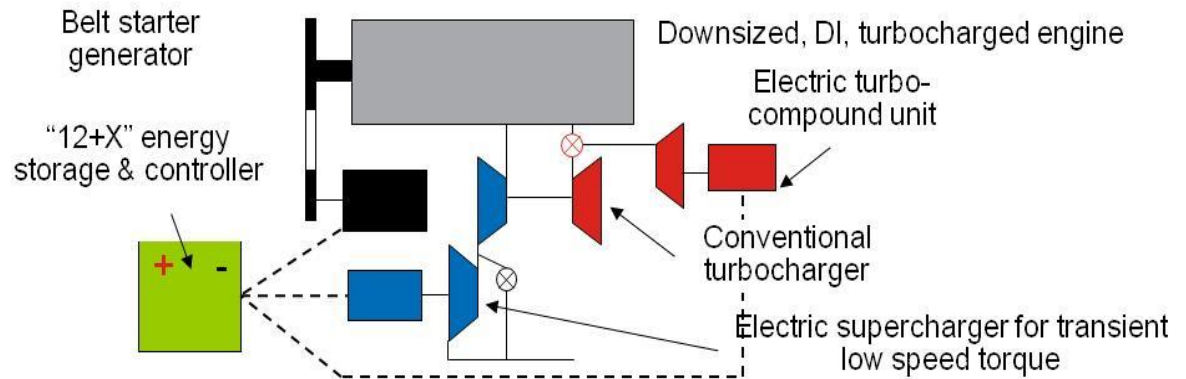 Belt starter
generator
Downsized, DI, turbocharged engine
Electric turbo-
compound unit
“12+X” energy
storage & controller
+ -
Conventional
turbocharger
Electric supercharger for transient
low speed torque